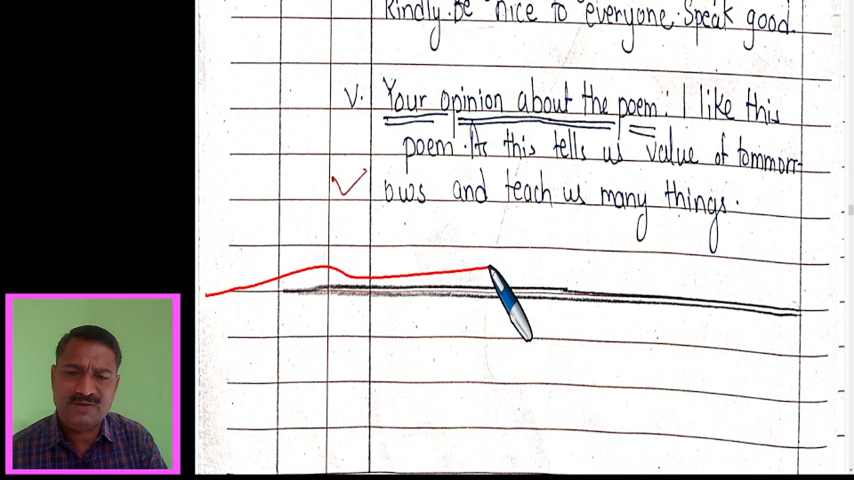 Kindly. Be nice to everyone. Speak good.
V. Your opinion about the poem : I like this
poem. As this tells us value of tommorr-
ows and teach us many things.